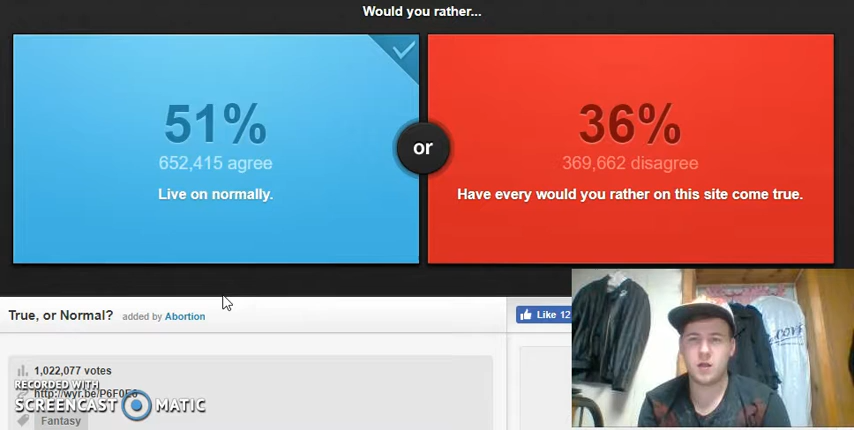 Would you rather...
51%
652,415 agree
Live on normally.
or
36%
369,662 disagree
Have every would you rather on this site come true.
True, or Normal? added by Abortion
Like 12
1,022,077 votes
RECORDED WITH
SCREENCAST MATIC
Fantasy